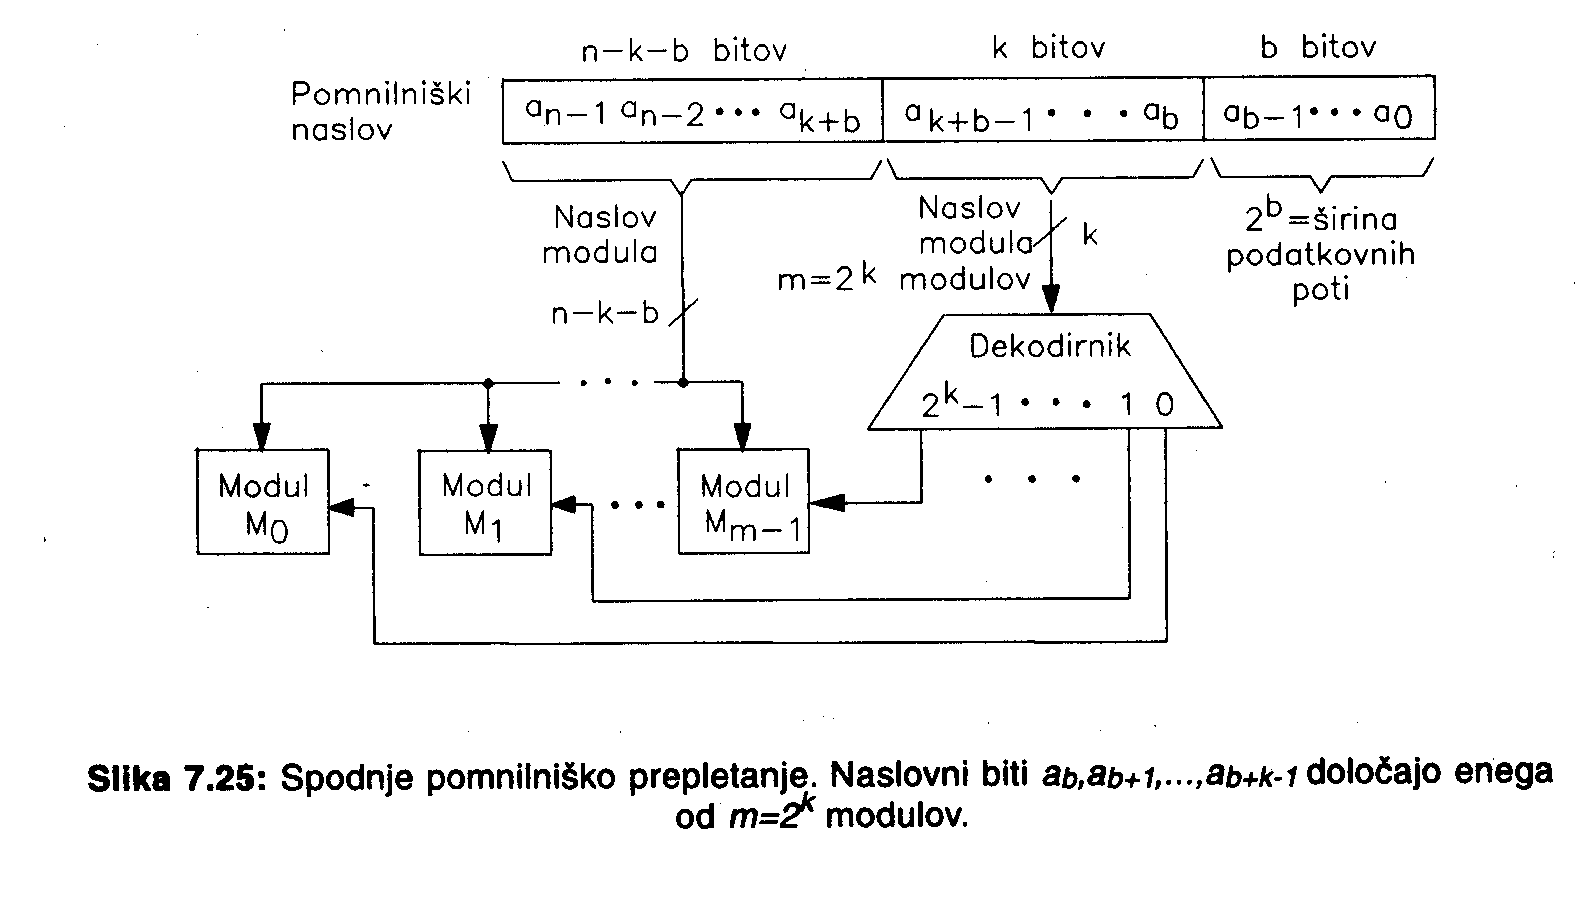 n-k-b bitov   k bitov   b bitov
Pomnilniški
naslov
aₙ₋₁ aₙ₋₂ ••• aₖ₊b   aₖ₊b₋₁ • • • ab   ab₋₁ ••• a₀
Naslov
modula
n-k-b
Naslov
modula
m=2ᵏ modulov
k
2ᵇ=širina
podatkovnih
poti
Dekodirnik
2ᵏ-1 • • • 1 0
• • •
• • •
Modul
M₀
Modul
M₁
• • •
Modul
Mₘ₋₁
Slika 7.25: Spodnje pomnilniško prepletanje. Naslovni biti ab,ab+1,...,ab+k-1 določajo enega
od m=2ᵏ modulov.